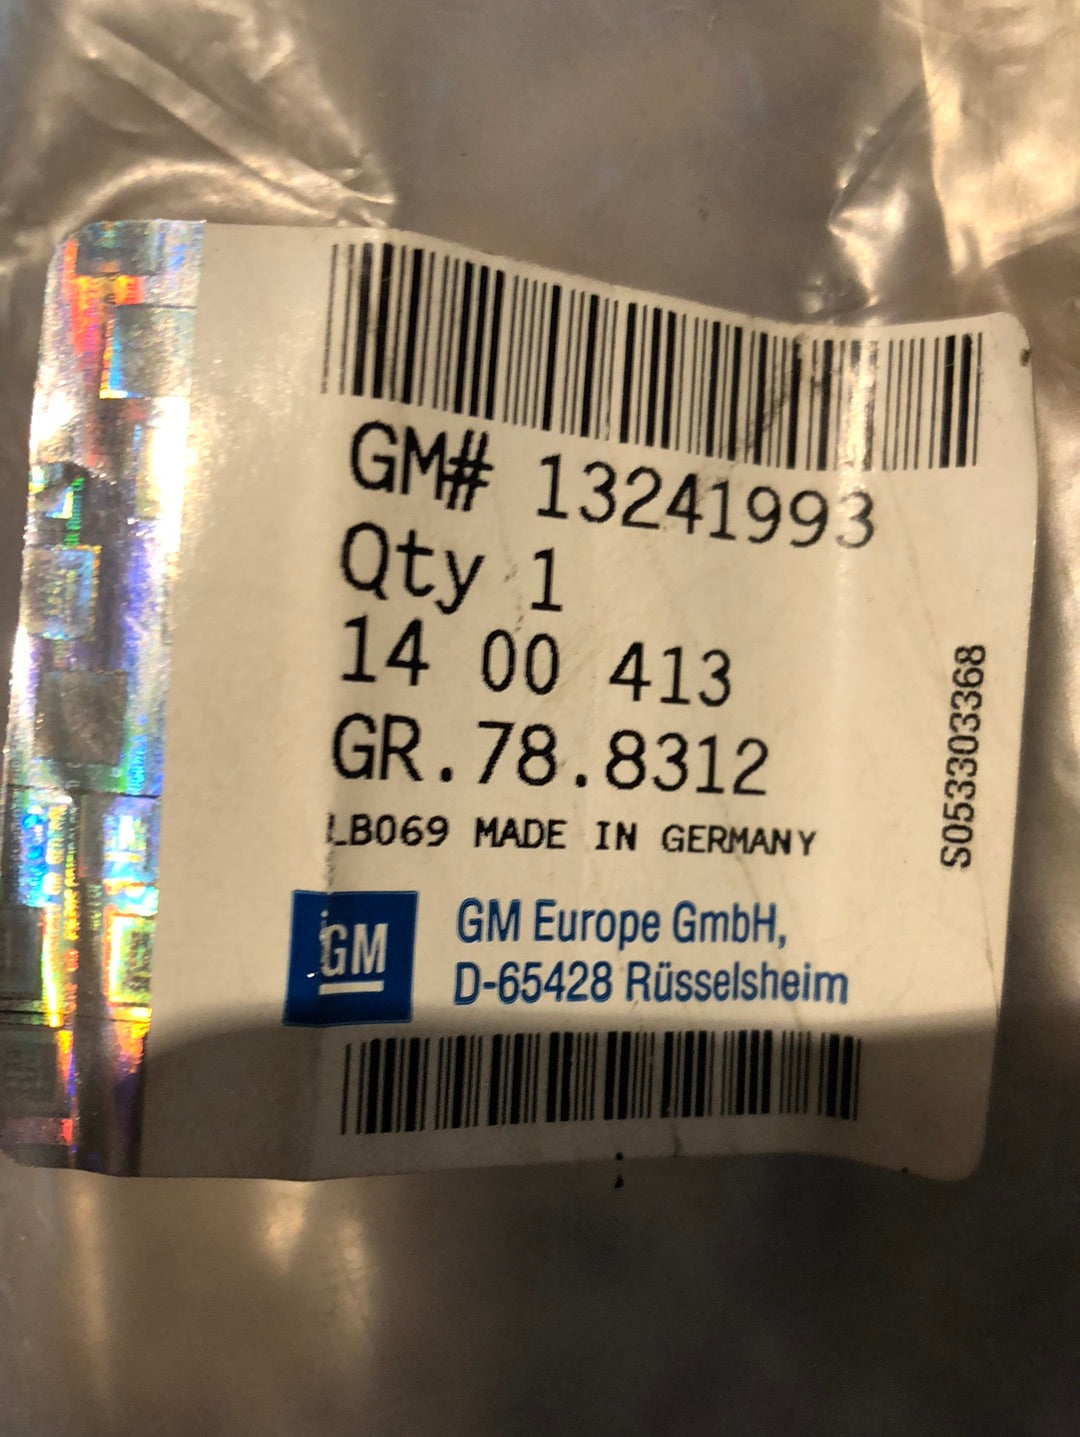 GM# 13241993
Qty 1
14 00 413
GR.78.8312
LB069 MADE IN GERMANY
GM
GM Europe GmbH,
D-65428 Rüsselsheim
S053303368